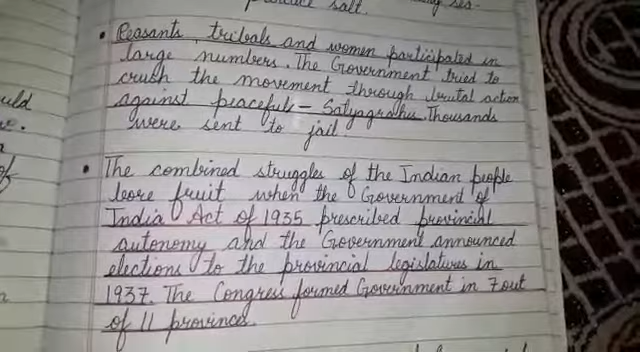 salt.
• Peasants, tribals and women participated in
large numbers. The Government tried to
crush the movement through brutal action
against peaceful – Satyagrahis. Thousands
were sent to jail.
• The combined struggles of the Indian people
bore fruit when the Government of
India Act of 1935 prescribed provincial
autonomy and the Government announced
elections to the provincial legislatures in
1937. The Congress formed Government in 7 out
of 11 provinces.